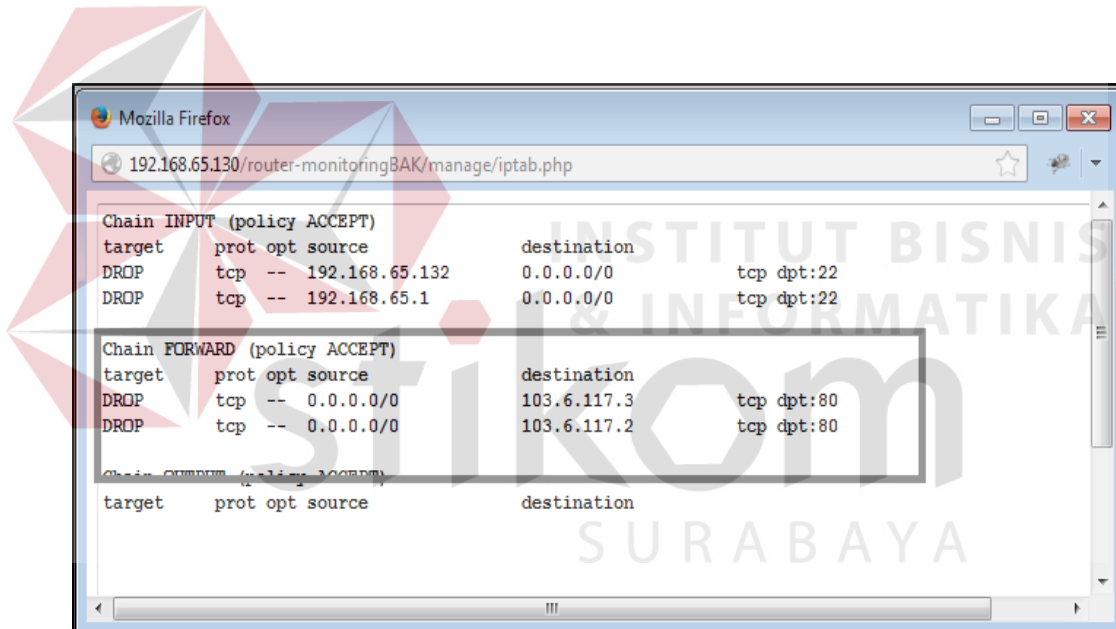 Mozilla Firefox
192.168.65.130/router-monitoringBAK/manage/iptab.php
Chain INPUT (policy ACCEPT)
target prot opt source destination
DROP tcp -- 192.168.65.132 0.0.0.0/0 tcp dpt:22
DROP tcp -- 192.168.65.1 0.0.0.0/0 tcp dpt:22
Chain FORWARD (policy ACCEPT)
target prot opt source destination
DROP tcp -- 0.0.0.0/0 103.6.117.3 tcp dpt:80
DROP tcp -- 0.0.0.0/0 103.6.117.2 tcp dpt:80
Chain OUTPUT (policy ACCEPT)
target prot opt source destination
INSTITUT BISNIS
& INFORMATIKA
stikom
SURABAYA